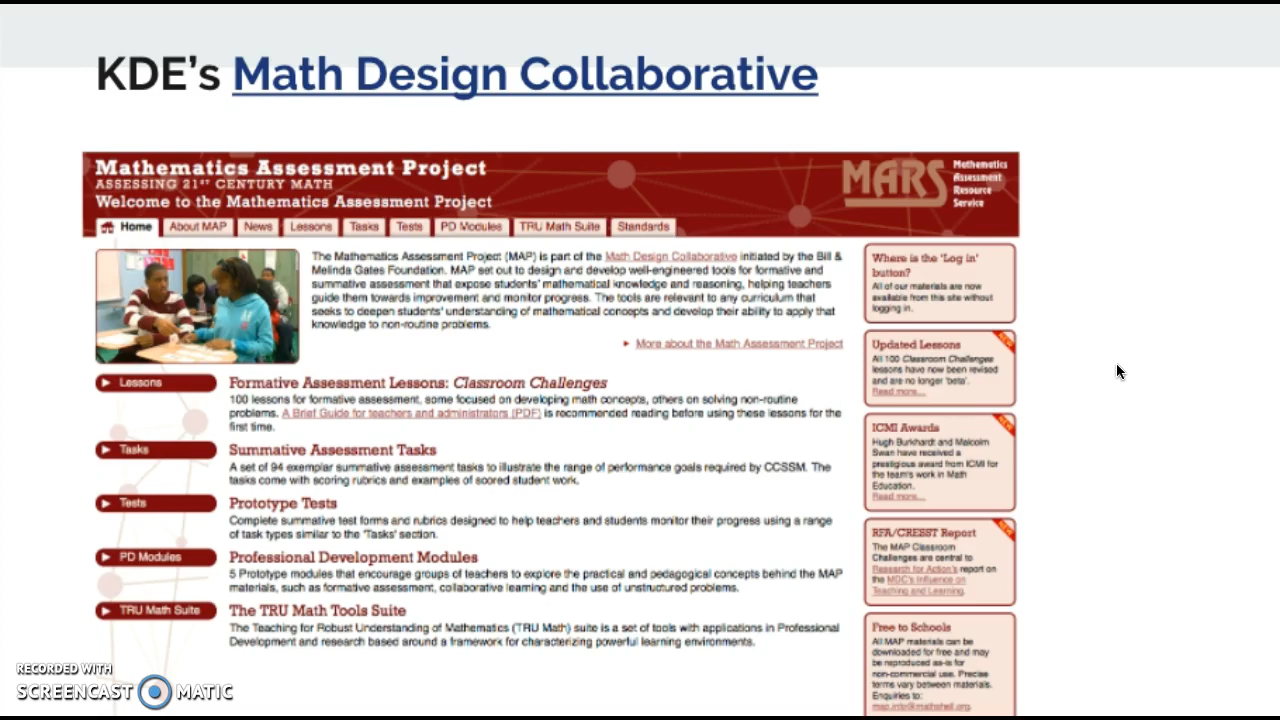 KDE's Math Design Collaborative
Mathematics Assessment Project
ASSESSING 21ST CENTURY MATH
Welcome to the Mathematics Assessment Project
MARS
Mathematics
Assessment
Resource
Service
Home
About MAP
News
Lessons
Tasks
Tests
PD Modules
TRU Math Suite
Standards
The Mathematics Assessment Project (MAP) is part of the Math Design Collaborative initiated by the Bill &
Melinda Gates Foundation. MAP set out to design and develop well-engineered tools for formative and
summative assessment that expose students' mathematical knowledge and reasoning, helping teachers
guide them towards improvement and monitor progress. The tools are relevant to any curriculum that
seeks to deepen students' understanding of mathematical concepts and develop their ability to apply that
knowledge to non-routine problems.
More about the Math Assessment Project
Lessons
Formative Assessment Lessons: Classroom Challenges
100 lessons for formative assessment, some focused on developing math concepts, others on solving non-routine
problems. A Brief Guide for teachers and administrators (PDF) is recommended reading before using these lessons for the
first time.
Tasks
Summative Assessment Tasks
A set of 94 exemplar summative assessment tasks to illustrate the range of performance goals required by CCSSM. The
tasks come with scoring rubrics and examples of scored student work.
Tests
Prototype Tests
Complete summative test forms and rubrics designed to help teachers and students monitor their progress using a range
of task types similar to the 'Tasks' section.
PD Modules
Professional Development Modules
5 Prototype modules that encourage groups of teachers to explore the practical and pedagogical concepts behind the MAP
materials, such as formative assessment, collaborative learning and the use of unstructured problems.
TRU Math Suite
The TRU Math Tools Suite
The Teaching for Robust Understanding of Mathematics (TRU Math) suite is a set of tools with applications in Professional
Development and research based around a framework for characterizing powerful learning environments.
Where is the 'Log in'
button?
All of our materials are now
available from this site without
logging in.
NEW
Updated Lessons
All 100 Classroom Challenges
lessons have now been revised
and are no longer 'beta'.
Read more...
NEW
ICMI Awards
Hugh Burkhardt and Malcolm
Swan have received a
prestigious award from ICMI for
the team's work in Math
Education.
Read more...
NEW
RFA/CRESST Report
The MAP Classroom
Challenges are central to
Research for Action's report on
the MDC's Influence on
Teaching and Learning.
Free to Schools
All MAP materials can be
downloaded for free and may
be reproduced as-is for
non-commercial use. Precise
terms vary between materials.
Enquiries to:
map.info@mathshell.org.
RECORDED WITH
SCREENCAST MATIC